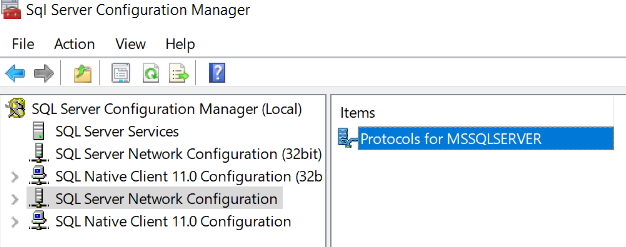 Sql Server Configuration Manager
File Action View Help
SQL Server Configuration Manager (Local)
SQL Server Services
SQL Server Network Configuration (32bit)
SQL Native Client 11.0 Configuration (32b
SQL Server Network Configuration
SQL Native Client 11.0 Configuration
Items
Protocols for MSSQLSERVER